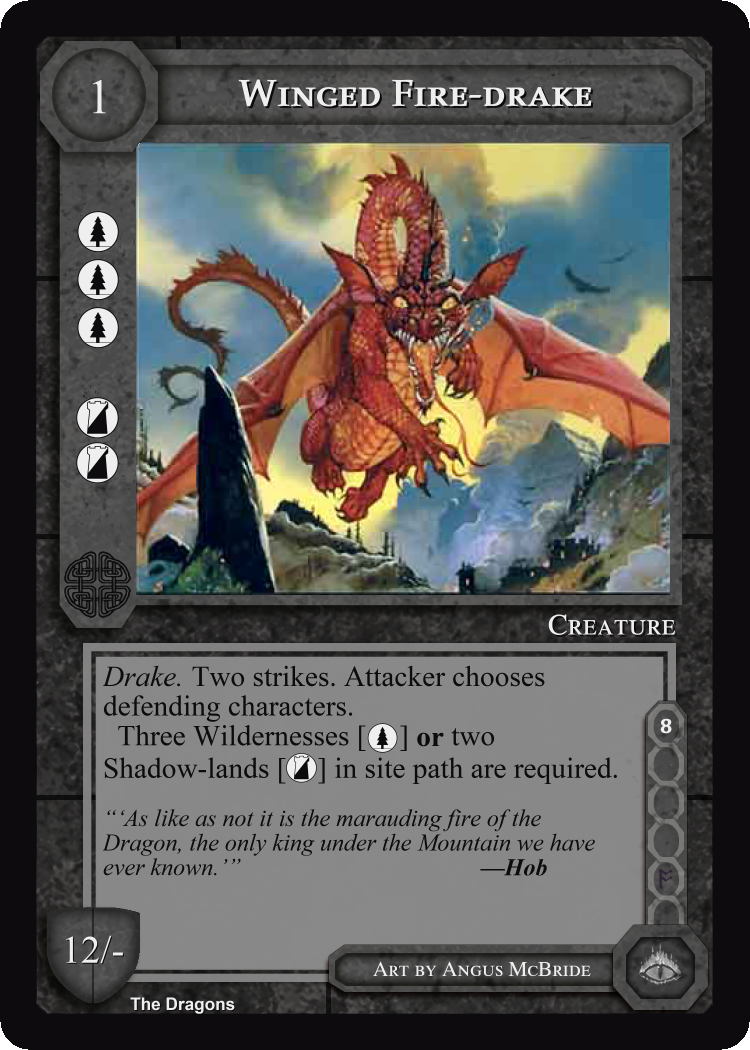 1
WINGED FIRE-DRAKE
CREATURE
Drake. Two strikes. Attacker chooses
defending characters.
Three Wildernesses [ ] or two
Shadow-lands [ ] in site path are required.
8
“‘As like as not it is the marauding fire of the
Dragon, the only king under the Mountain we have
ever known.’” —Hob
12/-
ART BY ANGUS MCBRIDE
The Dragons